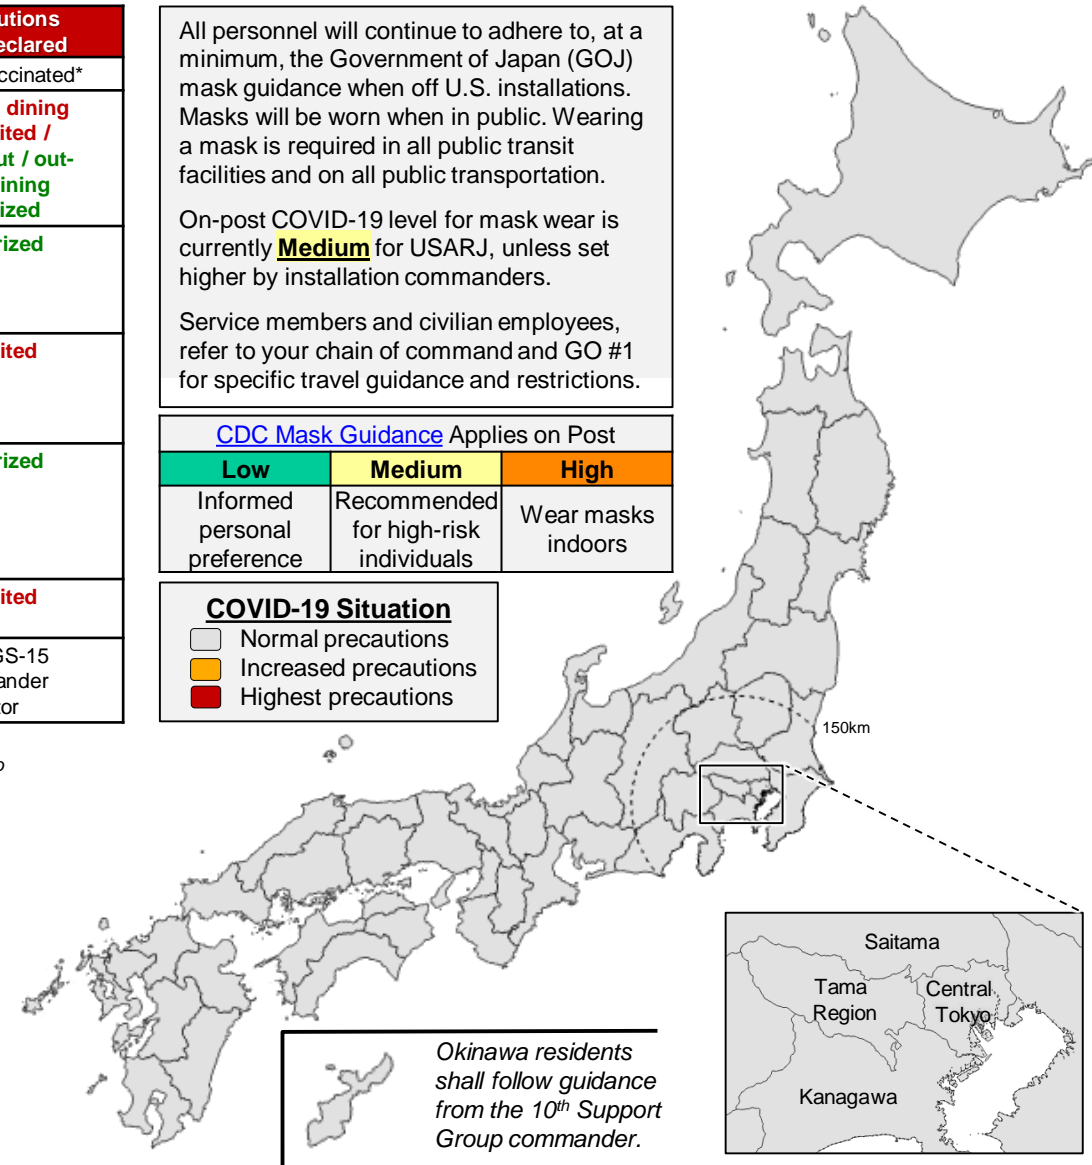 utions
eclared
ccinated*
dining
ited /
ut / out-
ining
ized
rized
ited
rized
ited
GS-15
ander
tor
All personnel will continue to adhere to, at a
minimum, the Government of Japan (GOJ)
mask guidance when off U.S. installations.
Masks will be worn when in public. Wearing
a mask is required in all public transit
facilities and on all public transportation.
On-post COVID-19 level for mask wear is
currently Medium for USARJ, unless set
higher by installation commanders.
Service members and civilian employees,
refer to your chain of command and GO #1
for specific travel guidance and restrictions.
CDC Mask Guidance Applies on Post
Low Medium High
Informed
personal
preference
Recommended
for high-risk
individuals
Wear masks
indoors
COVID-19 Situation
Normal precautions
Increased precautions
Highest precautions
150km
Saitama
Tama
Region
Central
Tokyo
Kanagawa
Okinawa residents
shall follow guidance
from the 10th Support
Group commander.